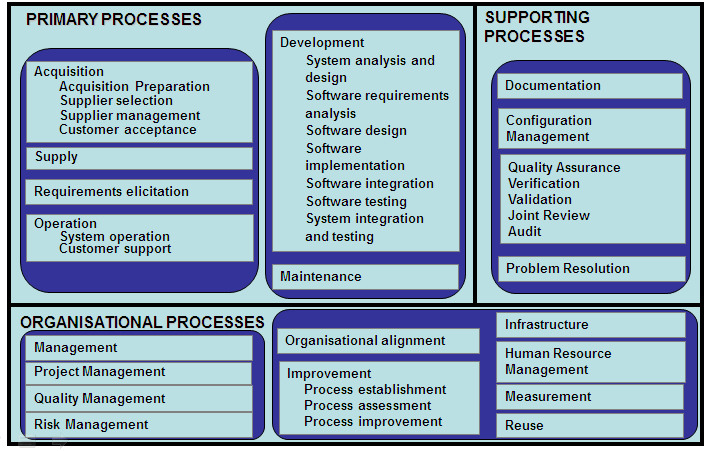 PRIMARY PROCESSES
Acquisition
Acquisition Preparation
Supplier selection
Supplier management
Customer acceptance
Supply
Requirements elicitation
Operation
System operation
Customer support
Development
System analysis and
design
Software requirements
analysis
Software design
Software
implementation
Software integration
Software testing
System integration
and testing
Maintenance
SUPPORTING
PROCESSES
Documentation
Configuration
Management
Quality Assurance
Verification
Validation
Joint Review
Audit
Problem Resolution
ORGANISATIONAL PROCESSES
Management
Project Management
Quality Management
Risk Management
Organisational alignment
Improvement
Process establishment
Process assessment
Process improvement
Infrastructure
Human Resource
Management
Measurement
Reuse